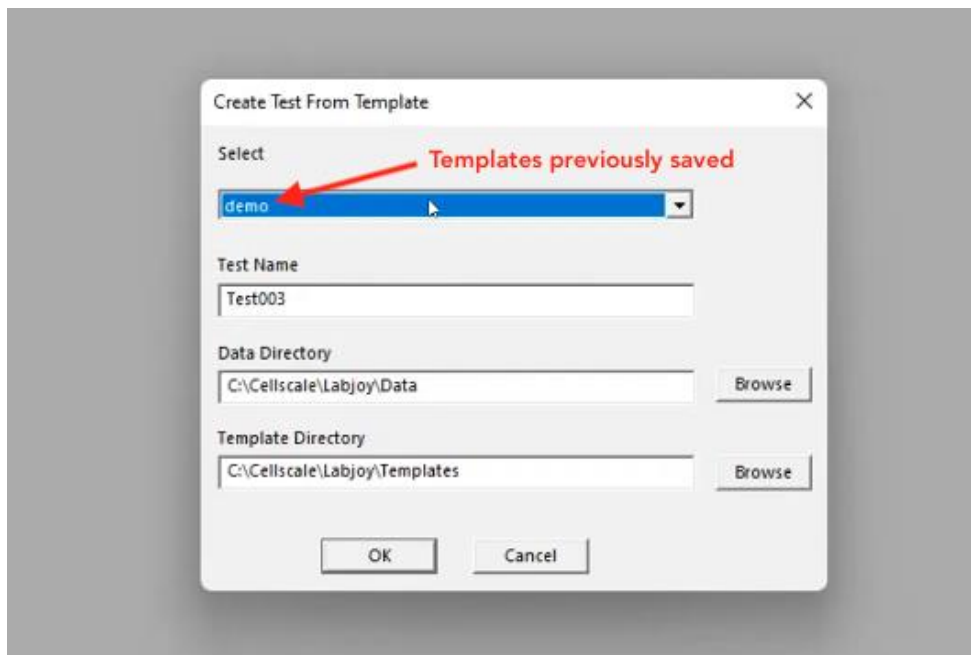 Create Test From Template
Select
Templates previously saved
demo
Test Name
Test003
Data Directory
C:\Cellscale\Labjoy\Data
Browse
Template Directory
C:\Cellscale\Labjoy\Templates
Browse
OK
Cancel